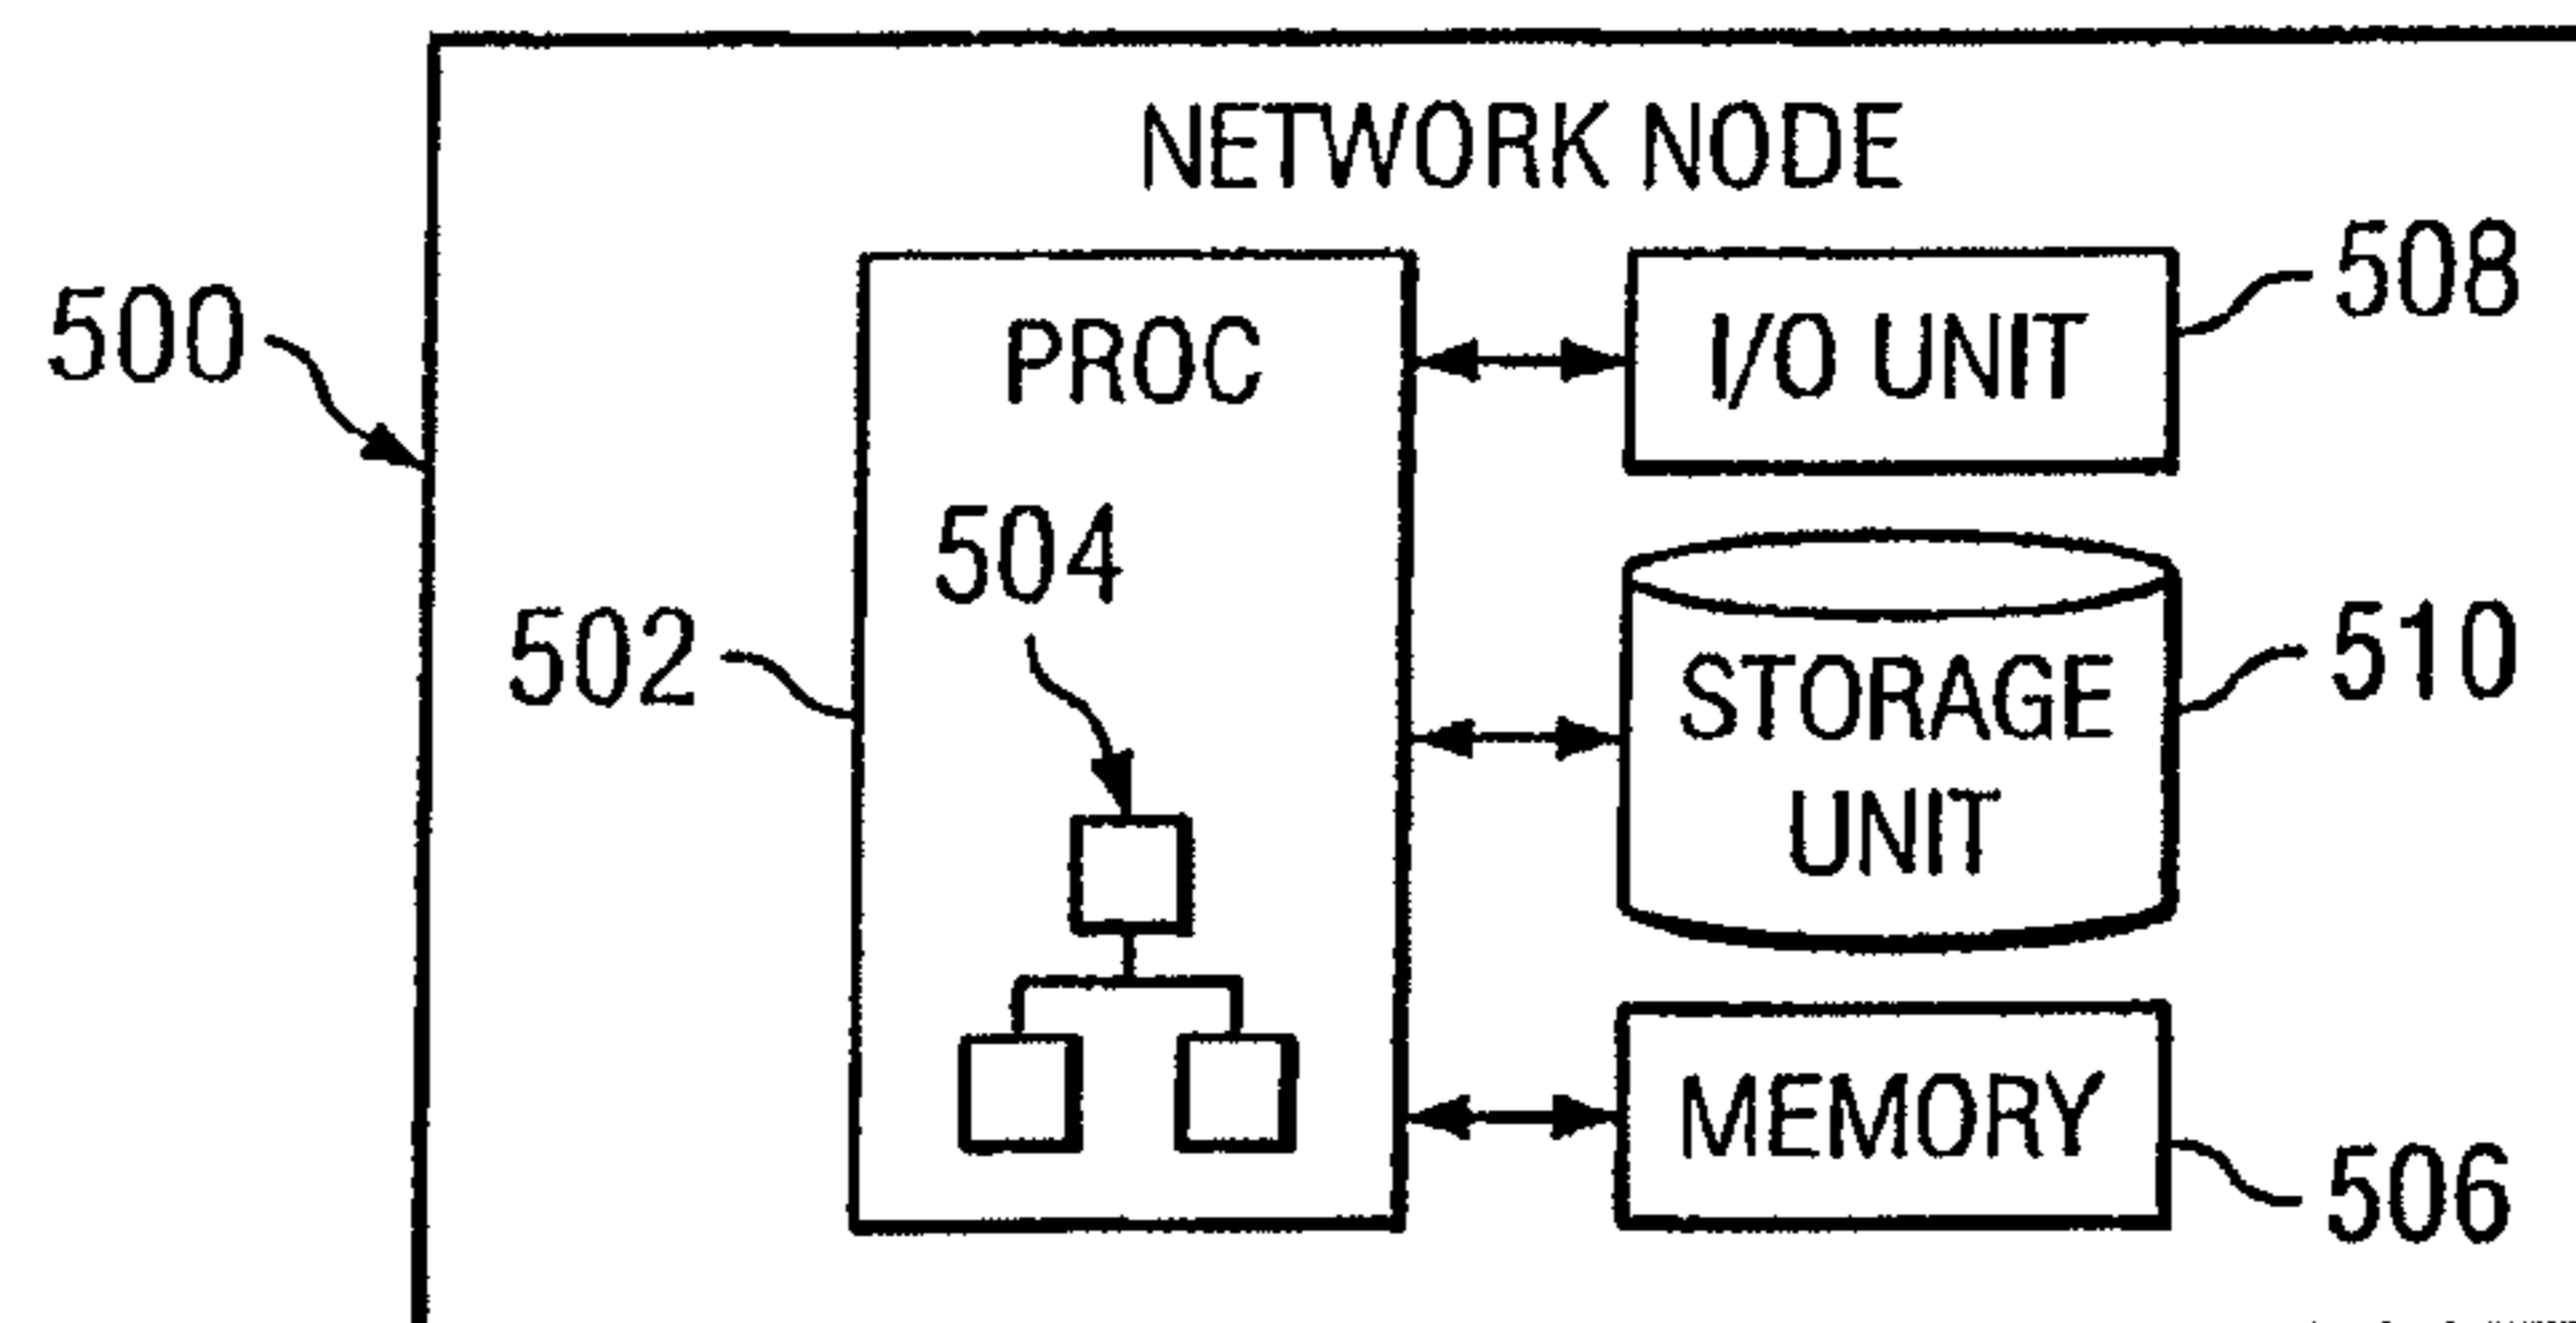 NETWORK NODE
500
PROC
504
502
I/O UNIT
508
STORAGE
UNIT
510
MEMORY
506